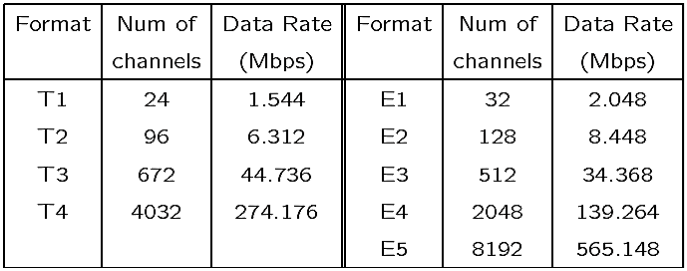 Format Num of Data Rate Format Num of Data Rate
channels (Mbps) channels (Mbps)
T1 24 1.544 E1 32 2.048
T2 96 6.312 E2 128 8.448
T3 672 44.736 E3 512 34.368
T4 4032 274.176 E4 2048 139.264
E5 8192 565.148